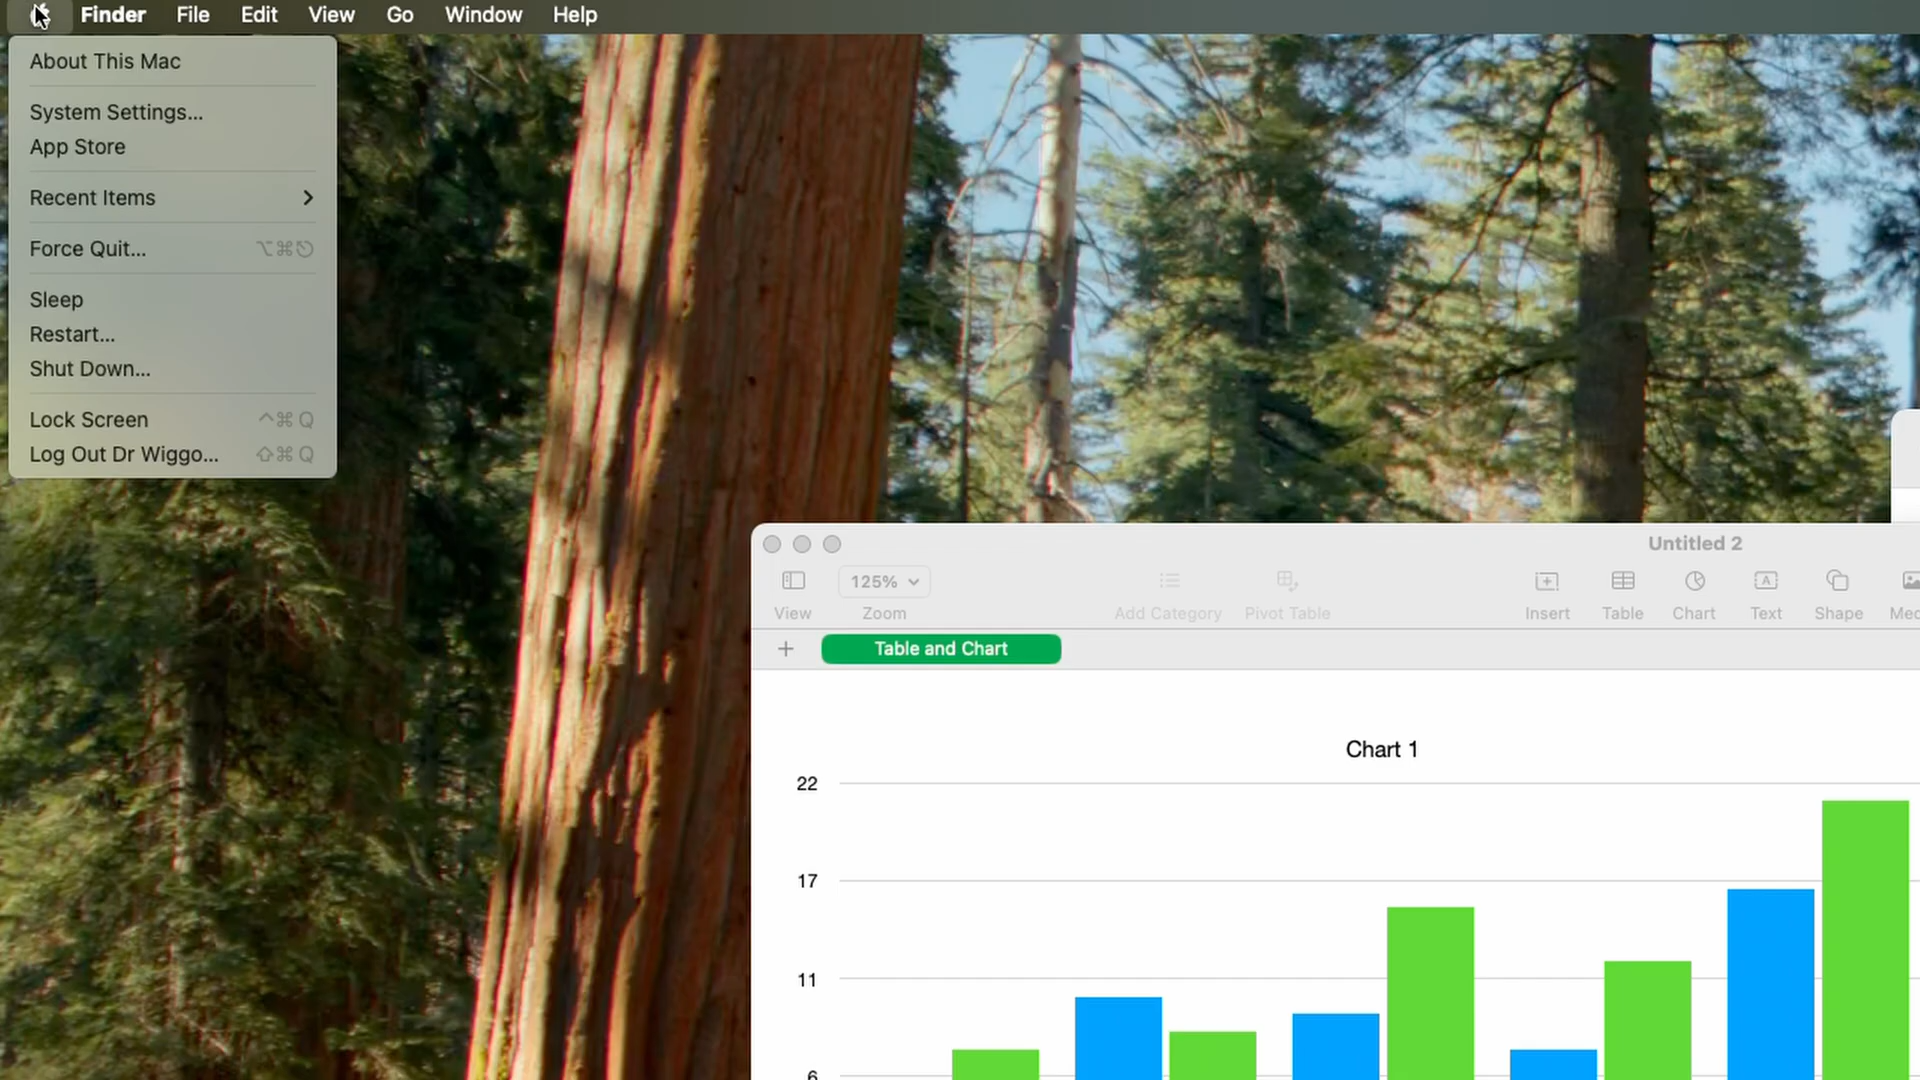 Finder File Edit View Go Window Help
About This Mac
System Settings...
App Store
Recent Items
Force Quit... ⌥⌘⎋
Sleep
Restart...
Shut Down...
Lock Screen ^⌘Q
Log Out Dr Wiggo... ⇧⌘Q
Untitled 2
125%
View Zoom Add Category Pivot Table Insert Table Chart Text Shape
+ Table and Chart
Chart 1
22
17
11
6